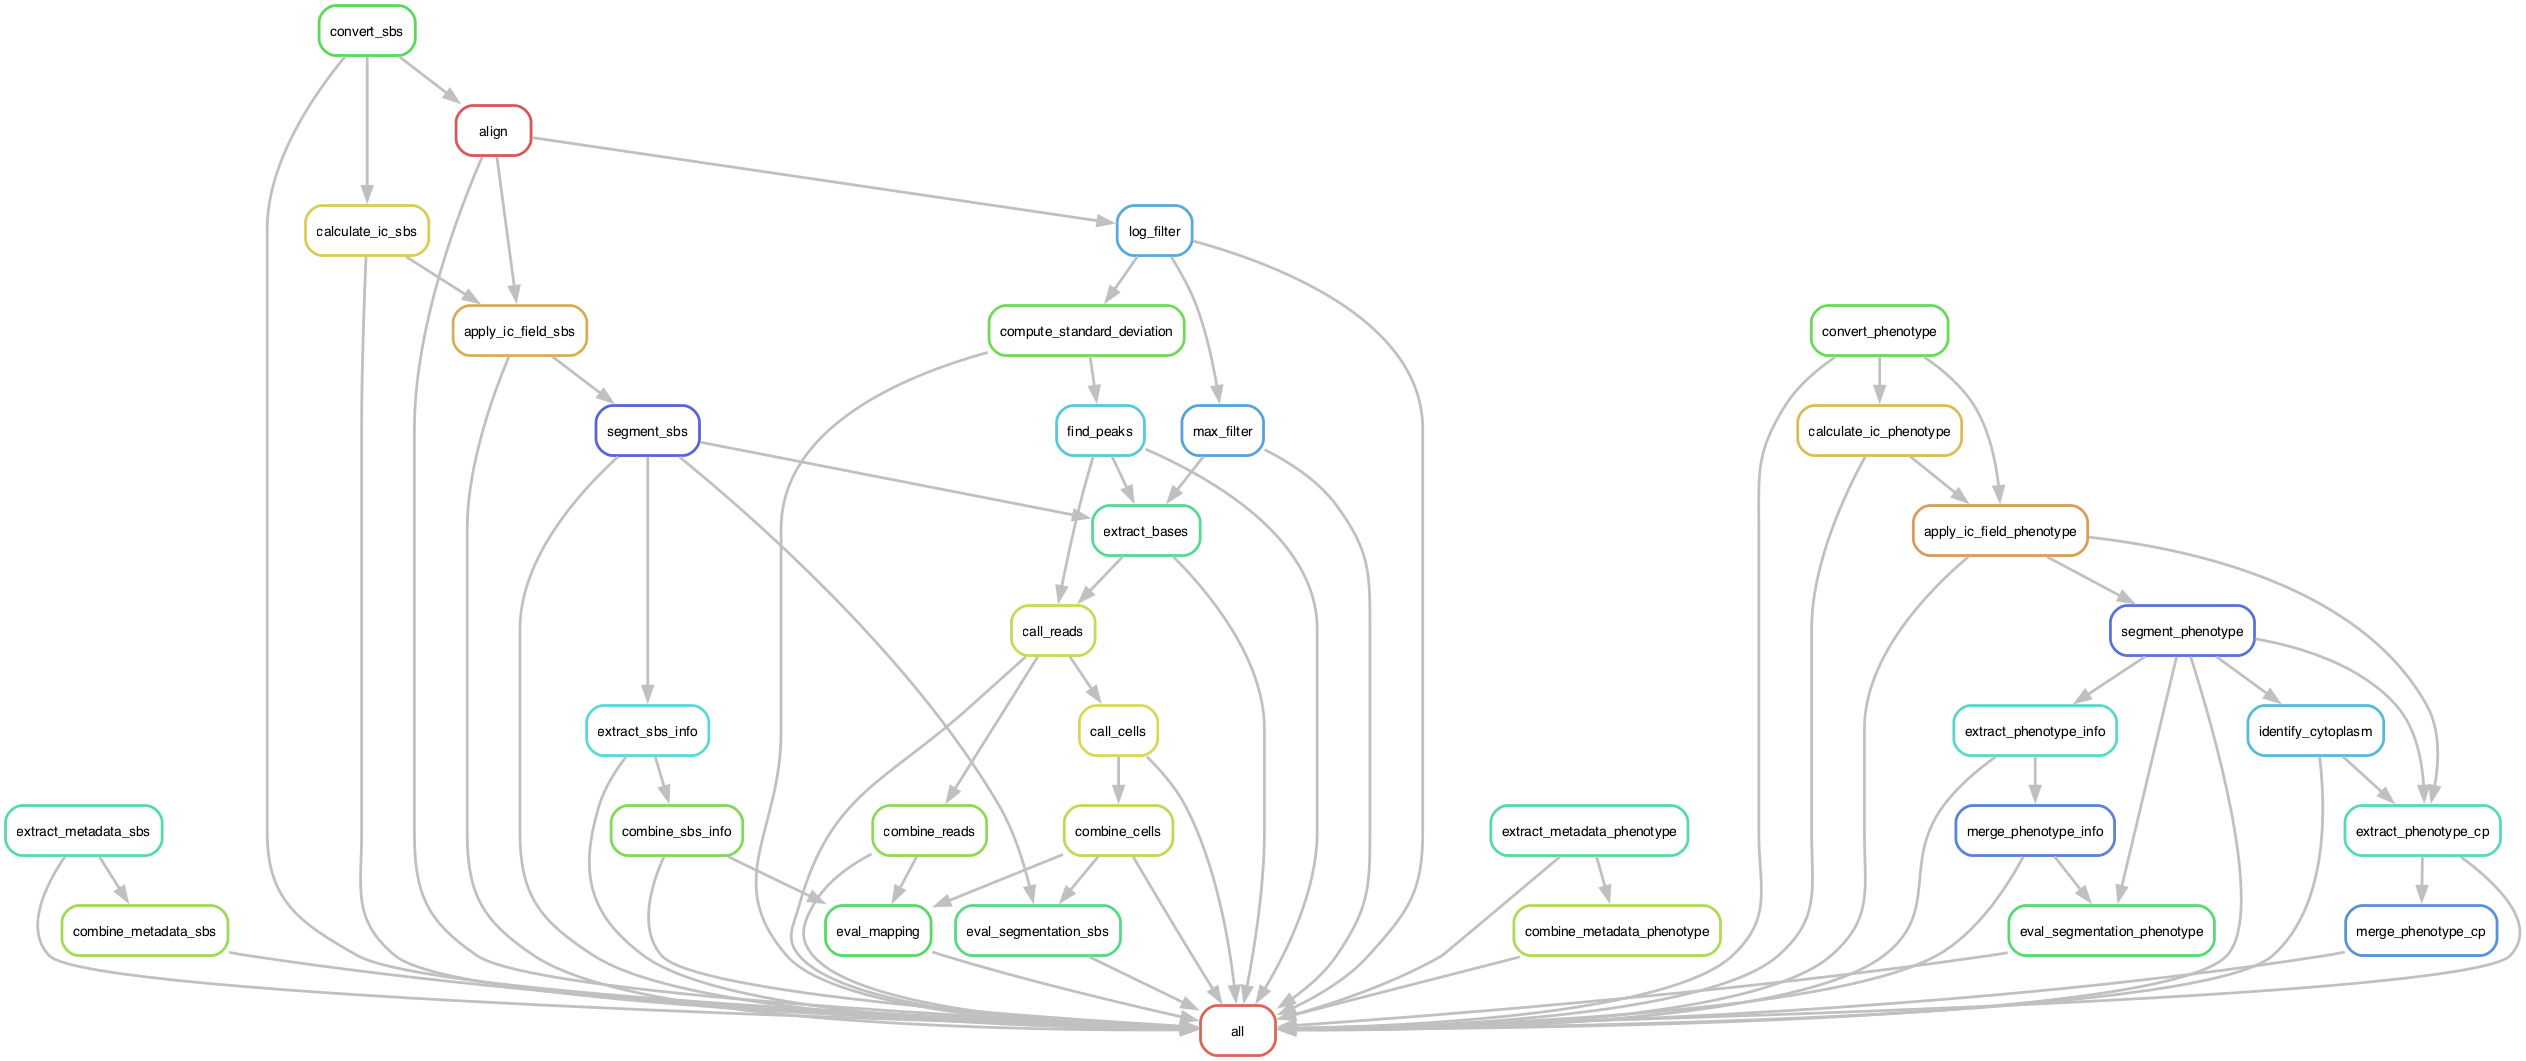 convert_sbs
align
calculate_ic_sbs
log_filter
apply_ic_field_sbs
compute_standard_deviation
convert_phenotype
segment_sbs
find_peaks
max_filter
calculate_ic_phenotype
extract_bases
apply_ic_field_phenotype
call_reads
segment_phenotype
extract_sbs_info
call_cells
extract_phenotype_info
identify_cytoplasm
extract_metadata_sbs
combine_sbs_info
combine_reads
combine_cells
extract_metadata_phenotype
merge_phenotype_info
extract_phenotype_cp
combine_metadata_sbs
eval_mapping
eval_segmentation_sbs
combine_metadata_phenotype
eval_segmentation_phenotype
merge_phenotype_cp
all